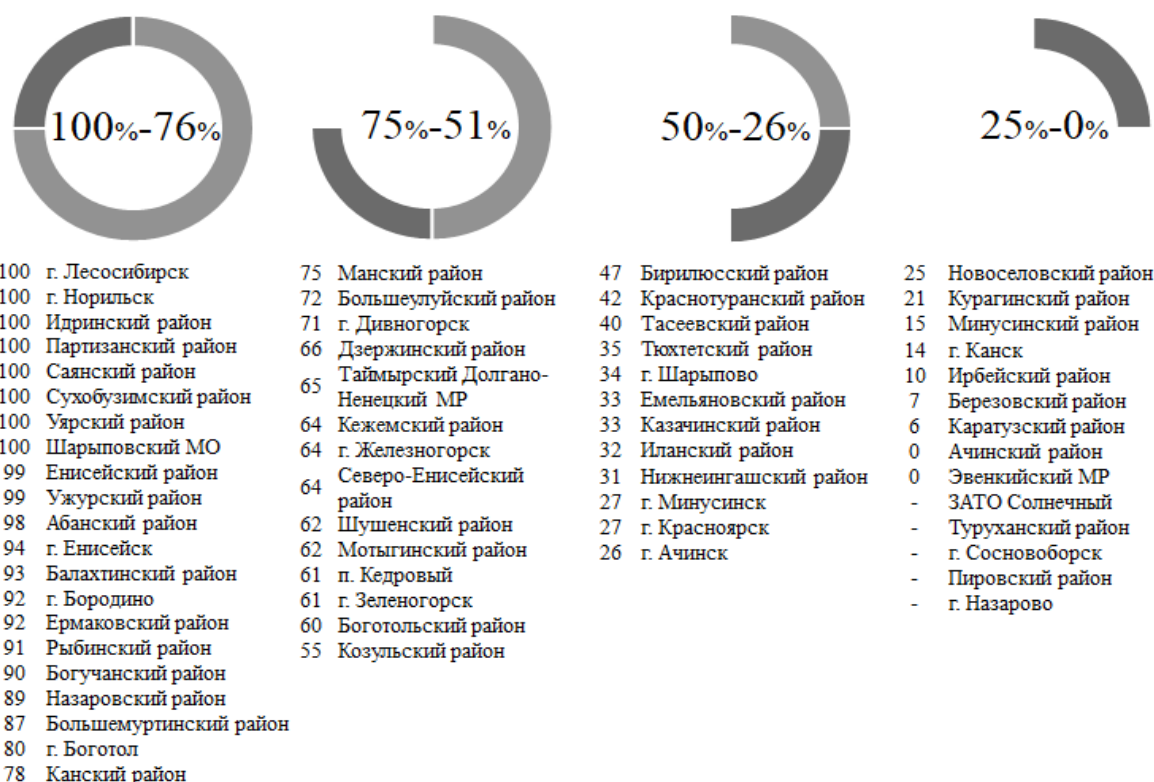 100%-76%
100 г. Лесосибирск
100 г. Норильск
100 Идринский район
100 Партизанский район
100 Саянский район
100 Сухобузимский район
100 Уярский район
100 Шарыповский МО
99 Енисейский район
99 Ужурский район
98 Абанский район
94 г. Енисейск
93 Балахтинский район
92 г. Бородино
92 Ермаковский район
91 Рыбинский район
90 Богучанский район
89 Назаровский район
87 Большемуртинский район
80 г. Боготол
78 Канский район
75%-51%
75 Манский район
72 Большеулуйский район
71 г. Дивногорск
66 Дзержинский район
65 Таймырский Долгано-
Ненецкий МР
64 Кежемский район
64 г. Железногорск
64 Северо-Енисейский
район
62 Шушенский район
62 Мотыгинский район
61 п. Кедровый
61 г. Зеленогорск
60 Боготольский район
55 Козульский район
50%-26%
47 Бирилюсский район
42 Краснотуранский район
40 Тасеевский район
35 Тюхтетский район
34 г. Шарыпово
33 Емельяновский район
33 Казачинский район
32 Иланский район
31 Нижнеингашский район
27 г. Минусинск
27 г. Красноярск
26 г. Ачинск
25%-0%
25 Новоселовский район
21 Курагинский район
15 Минусинский район
14 г. Канск
10 Ирбейский район
7 Березовский район
6 Каратузский район
0 Ачинский район
0 Эвенкийский МР
- ЗАТО Солнечный
- Туруханский район
- г. Сосновоборск
- Пировский район
- г. Назарово